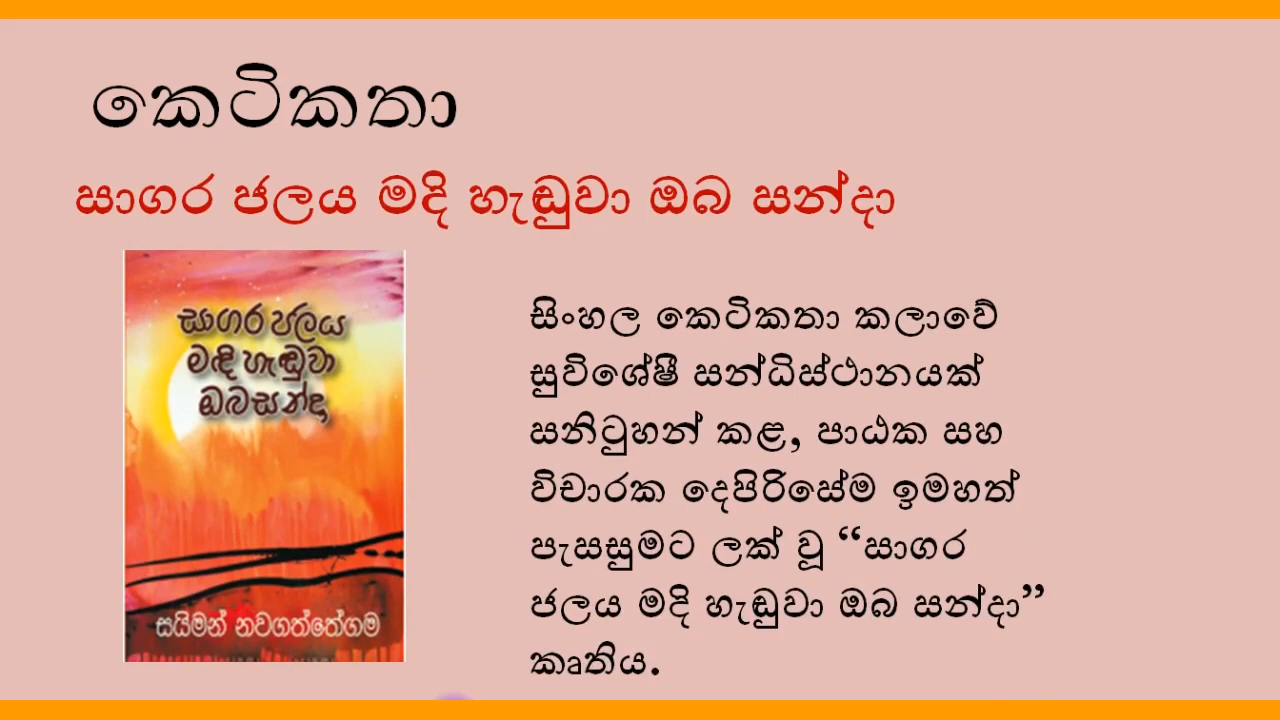 කෙටිකතා
සාගර ජලය මදි හැඬුවා ඔබ සන්දා
සාගර ජලය
මඳි හැඬුවා
ඔබ සන්දා
සයිමන් නවගත්තේගම
සිංහල කෙටිකතා කලාවේ
සුවිශේෂී සන්ධිස්ථානයක්
සනිටුහන් කළ, පාඨක සහ
විචාරක දෙපිරිසේම ඉමහත්
පැසසුමට ලක් වූ “සාගර
ජලය මදි හැඬුවා ඔබ සන්දා”
කෘතිය.